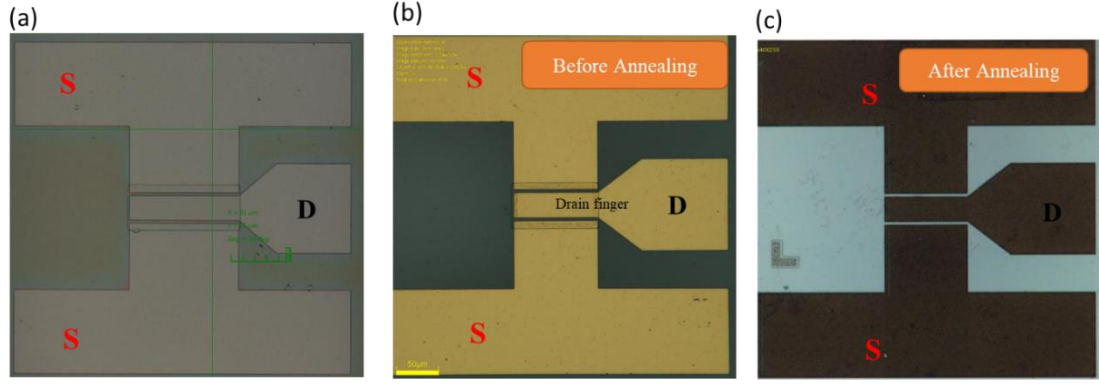 (a)
(b)
(c)
S
D
S
Before Annealing
S
Drain finger
D
S
50μm
After Annealing
S
D
S